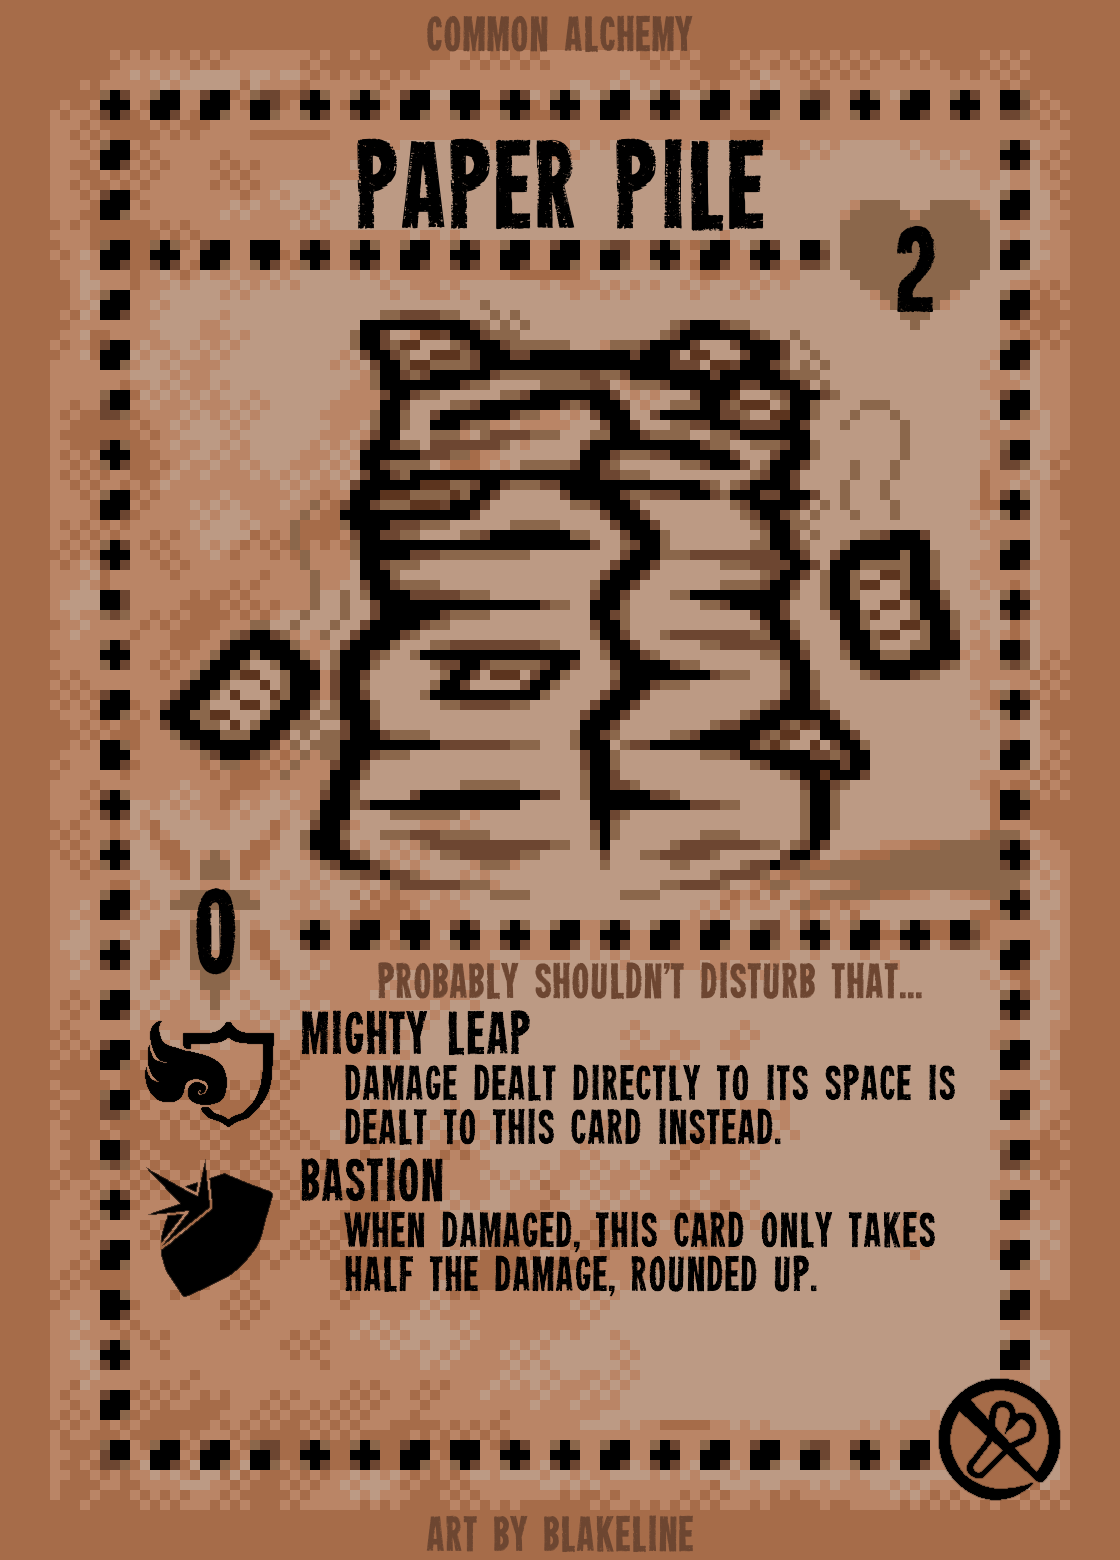 COMMON ALCHEMY
PAPER PILE
2
0
PROBABLY SHOULDN'T DISTURB THAT...
MIGHTY LEAP
DAMAGE DEALT DIRECTLY TO ITS SPACE IS
DEALT TO THIS CARD INSTEAD.
BASTION
WHEN DAMAGED, THIS CARD ONLY TAKES
HALF THE DAMAGE, ROUNDED UP.
ART BY BLAKELINE